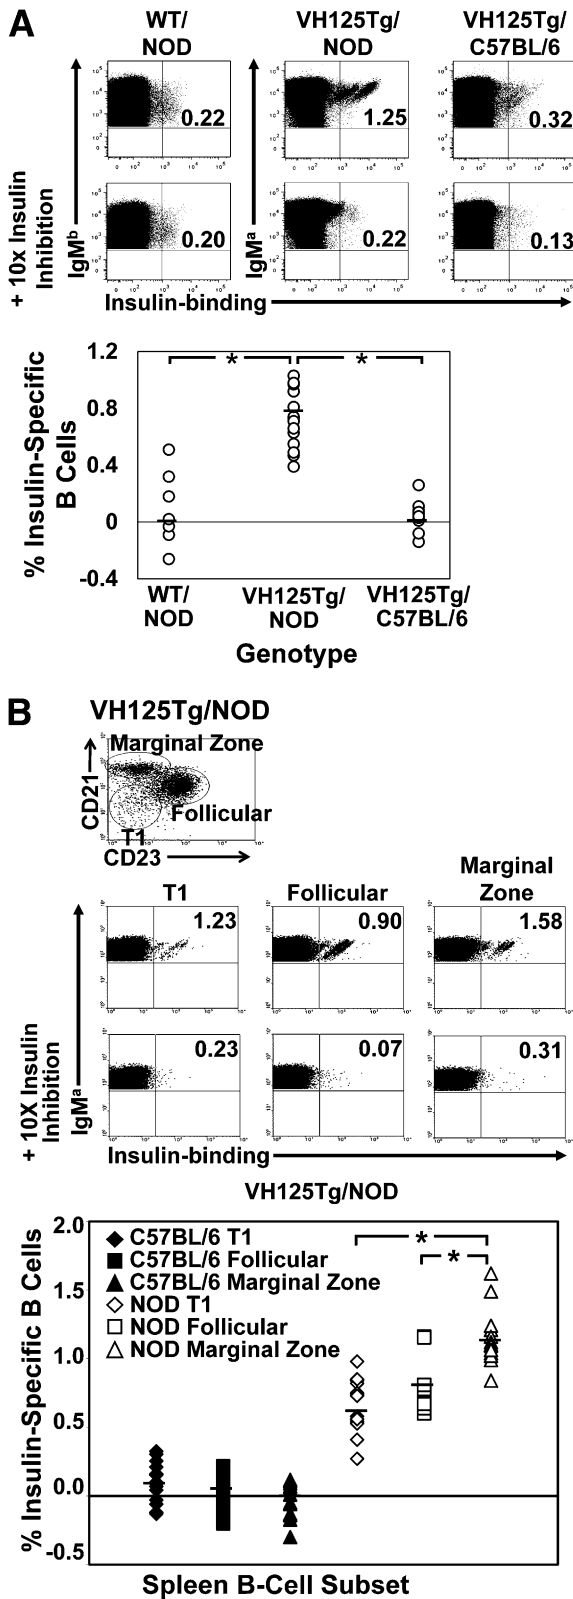 A
WT/
NOD
VH125Tg/
NOD
VH125Tg/
C57BL/6
0.22
1.25
0.32
+ 10x Insulin
Inhibition
IgMᵇ
IgMᵃ
0.20
0.22
0.13
Insulin-binding
% Insulin-Specific
B Cells
1.2
0.8
0.4
0
-0.4
*
*
WT/
NOD
VH125Tg/
NOD
VH125Tg/
C57BL/6
Genotype
B
VH125Tg/NOD
CD21
Marginal Zone
Follicular
T1
CD23
T1
Follicular
Marginal
Zone
1.23
0.90
1.58
+ 10X Insulin
Inhibition
IgMᵃ
0.23
0.07
0.31
Insulin-binding
VH125Tg/NOD
% Insulin-Specific B Cells
2.0
1.5
1.0
0.5
0.0
-0.5
C57BL/6 T1
C57BL/6 Follicular
C57BL/6 Marginal Zone
NOD T1
NOD Follicular
NOD Marginal Zone
*
*
Spleen B-Cell Subset